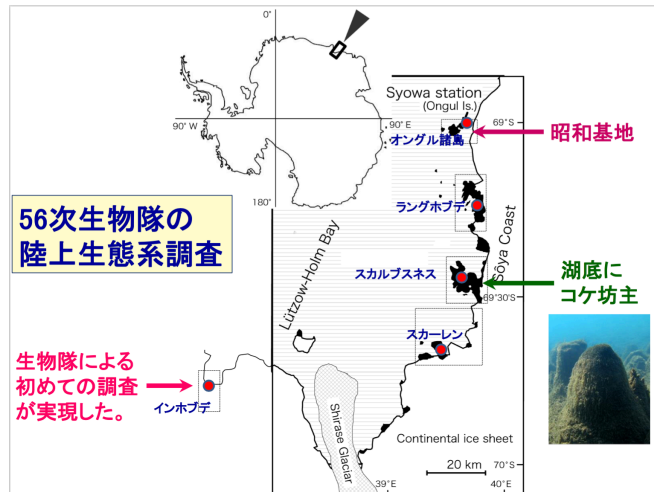 0°
90° W
90° E
180°
Syowa station
(Ongul Is.)
69°S
オングル諸島
昭和基地
ラングホブデ
56次生物隊の
陸上生態系調査
Lützow-Holm Bay
Sôya Coast
スカルブスネス
湖底に
コケ坊主
69°30'S
スカーレン
生物隊による
初めての調査
が実現した。
インホブデ
Shirase Glaciar
Continental ice sheet
20 km
70°S
39°E
40° E